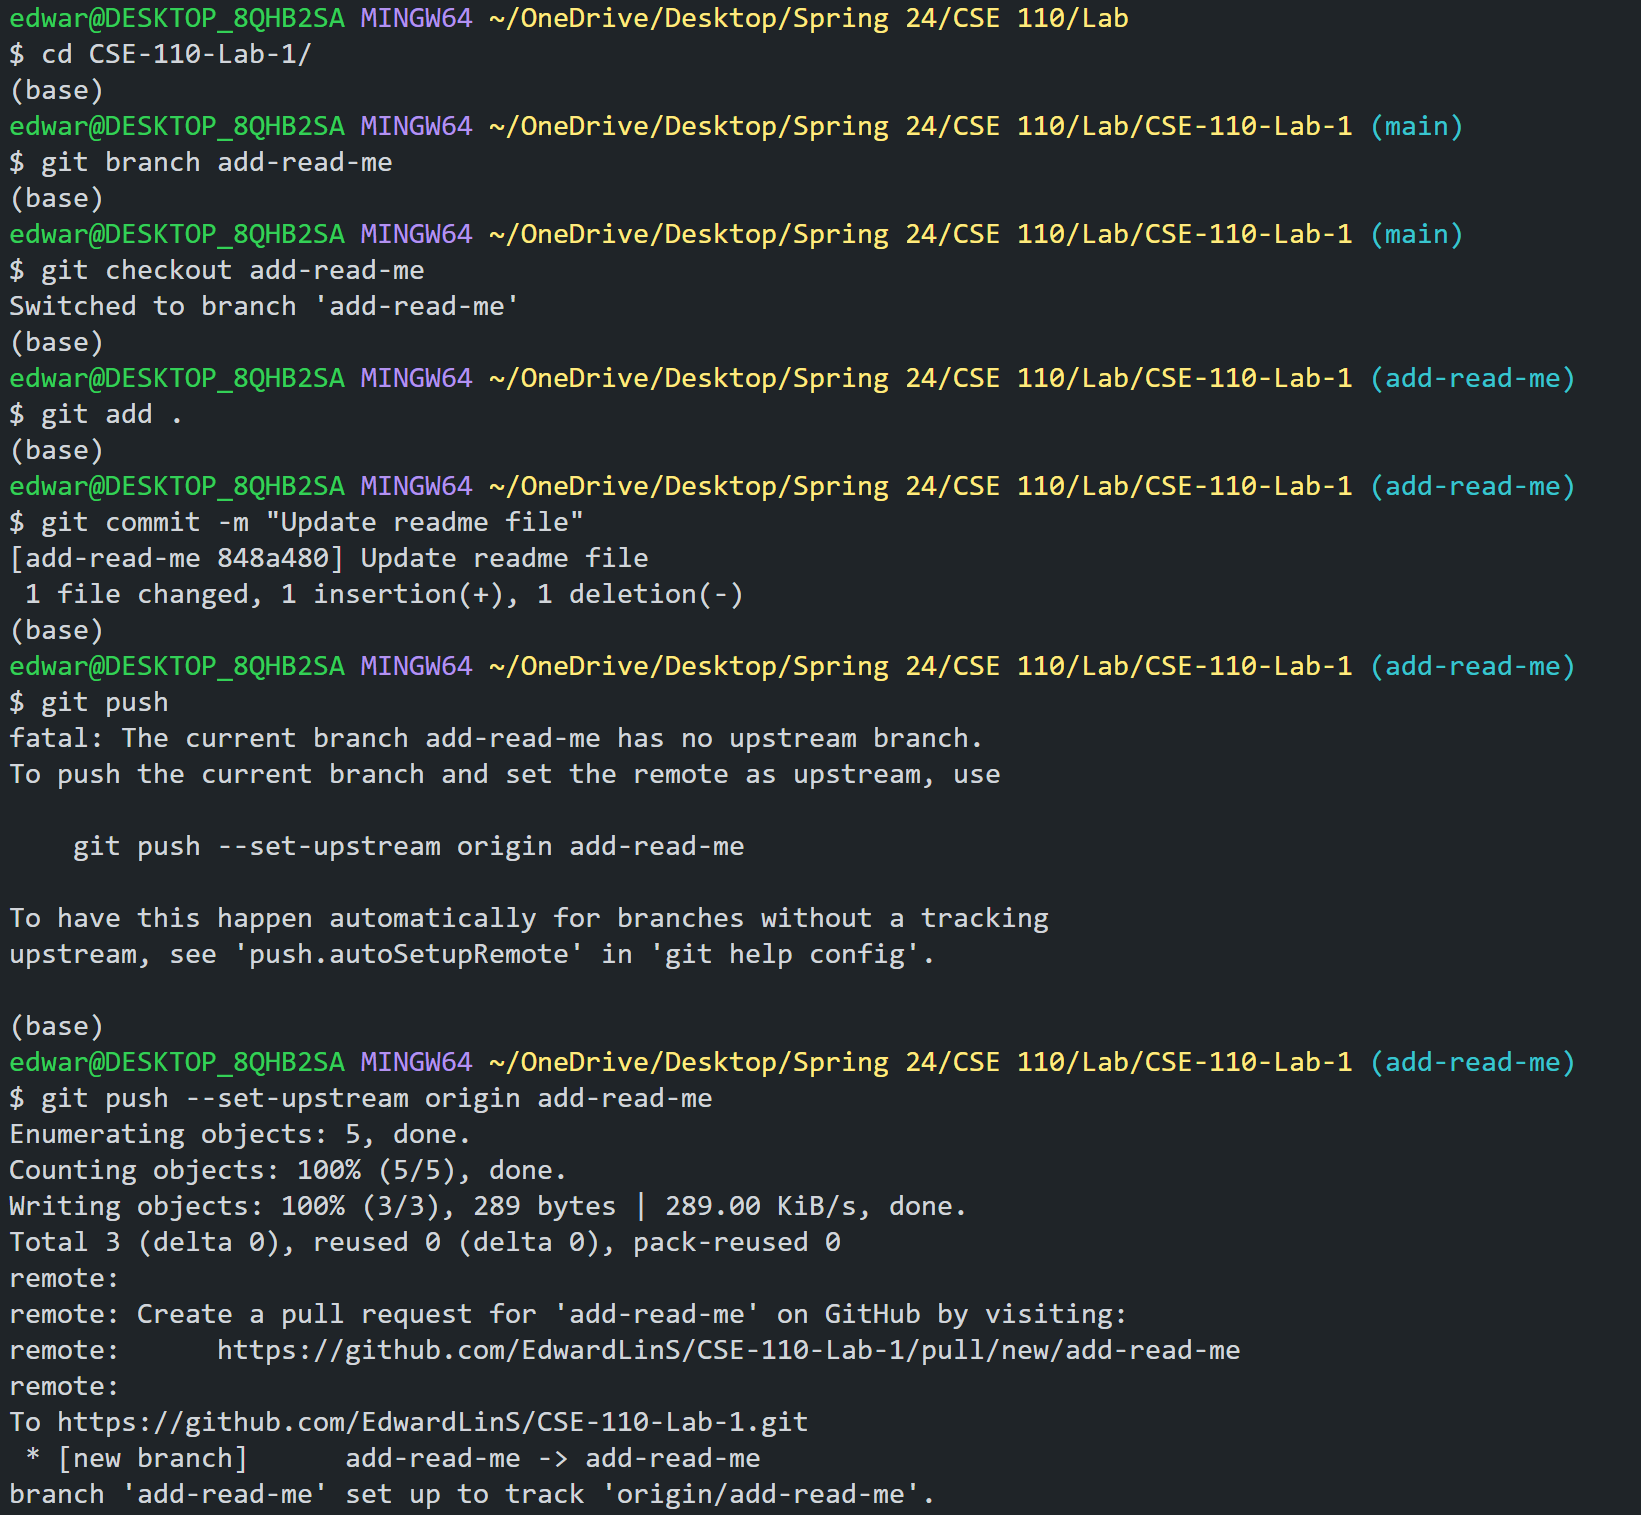 edwar@DESKTOP_8QHB2SA MINGW64 ~/OneDrive/Desktop/Spring 24/CSE 110/Lab
$ cd CSE-110-Lab-1/
(base)
edwar@DESKTOP_8QHB2SA MINGW64 ~/OneDrive/Desktop/Spring 24/CSE 110/Lab/CSE-110-Lab-1 (main)
$ git branch add-read-me
(base)
edwar@DESKTOP_8QHB2SA MINGW64 ~/OneDrive/Desktop/Spring 24/CSE 110/Lab/CSE-110-Lab-1 (main)
$ git checkout add-read-me
Switched to branch 'add-read-me'
(base)
edwar@DESKTOP_8QHB2SA MINGW64 ~/OneDrive/Desktop/Spring 24/CSE 110/Lab/CSE-110-Lab-1 (add-read-me)
$ git add .
(base)
edwar@DESKTOP_8QHB2SA MINGW64 ~/OneDrive/Desktop/Spring 24/CSE 110/Lab/CSE-110-Lab-1 (add-read-me)
$ git commit -m "Update readme file"
[add-read-me 848a480] Update readme file
 1 file changed, 1 insertion(+), 1 deletion(-)
(base)
edwar@DESKTOP_8QHB2SA MINGW64 ~/OneDrive/Desktop/Spring 24/CSE 110/Lab/CSE-110-Lab-1 (add-read-me)
$ git push
fatal: The current branch add-read-me has no upstream branch.
To push the current branch and set the remote as upstream, use

    git push --set-upstream origin add-read-me

To have this happen automatically for branches without a tracking
upstream, see 'push.autoSetupRemote' in 'git help config'.

(base)
edwar@DESKTOP_8QHB2SA MINGW64 ~/OneDrive/Desktop/Spring 24/CSE 110/Lab/CSE-110-Lab-1 (add-read-me)
$ git push --set-upstream origin add-read-me
Enumerating objects: 5, done.
Counting objects: 100% (5/5), done.
Writing objects: 100% (3/3), 289 bytes | 289.00 KiB/s, done.
Total 3 (delta 0), reused 0 (delta 0), pack-reused 0
remote:
remote: Create a pull request for 'add-read-me' on GitHub by visiting:
remote:      https://github.com/EdwardLinS/CSE-110-Lab-1/pull/new/add-read-me
remote:
To https://github.com/EdwardLinS/CSE-110-Lab-1.git
 * [new branch]      add-read-me -> add-read-me
branch 'add-read-me' set up to track 'origin/add-read-me'.